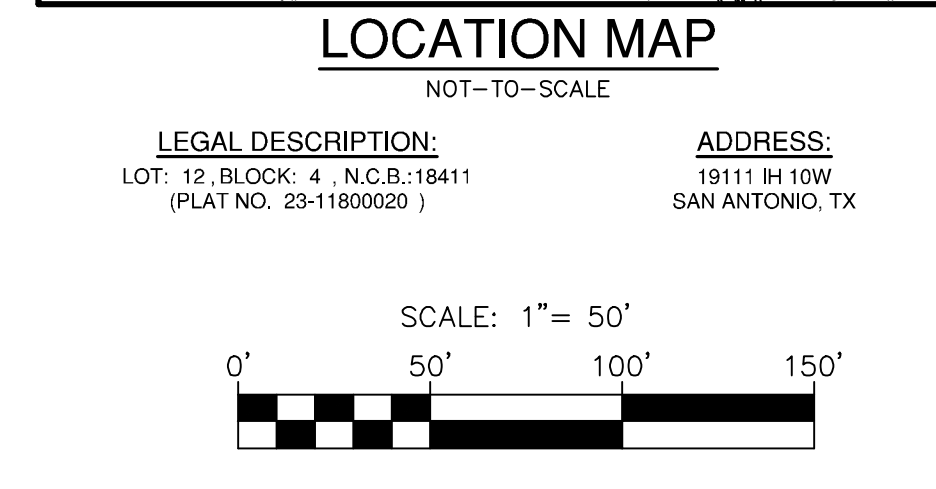 LOCATION MAP
NOT-TO-SCALE
LEGAL DESCRIPTION:
LOT: 12 , BLOCK: 4 , N.C.B.:18411
(PLAT NO. 23-11800020 )
ADDRESS:
19111 IH 10W
SAN ANTONIO, TX
SCALE: 1"= 50'
0' 50' 100' 150'